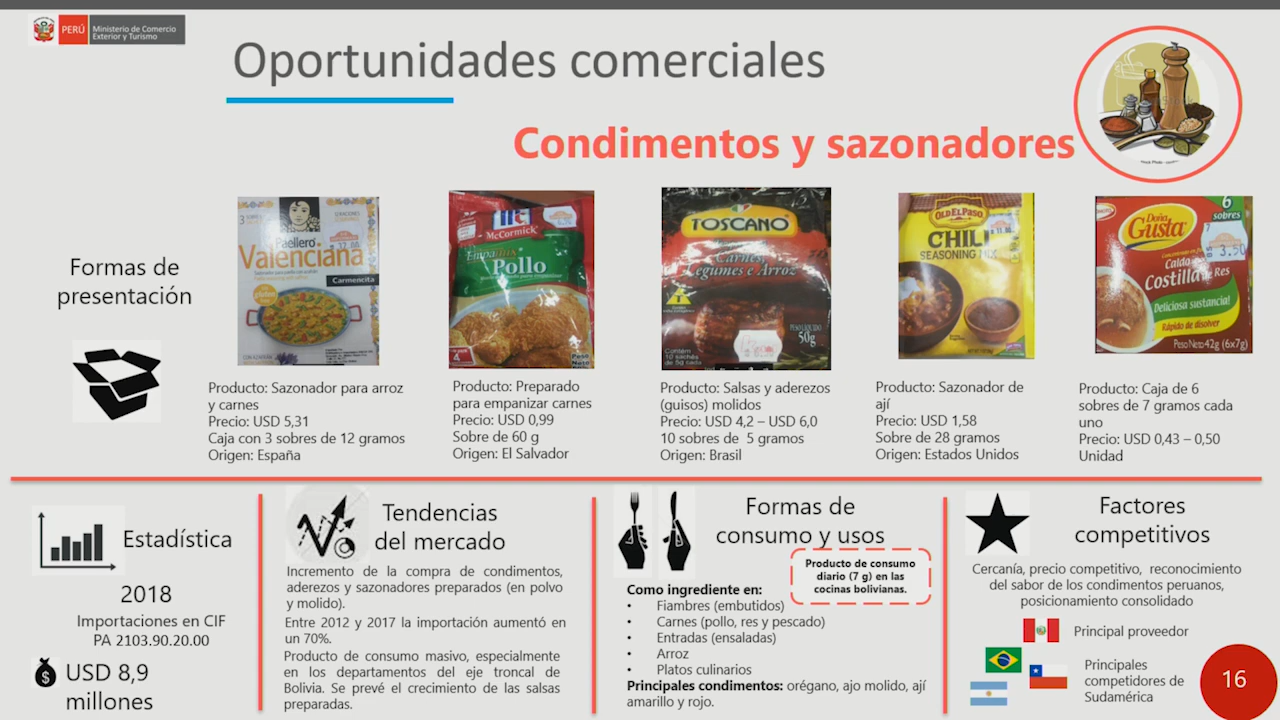 PERÚ
Ministerio de Comercio
Exterior y Turismo
Oportunidades comerciales
Condimentos y sazonadores
Formas de
presentación
3
Paellero
Valenciana
Carmencita
McCormick
Empanix
Pollo
TOSCANO
Carnes,
Legumes e Arroz
PESO LÍQUIDO
50g
Contém
10 sachês
de 5g cada
OLD EL PASO
CHILI
SEASONING MIX
6
sobres
Doña
Gusta
3.50
Caldo
Costilla de Res
Deliciosa sustancia!
Rápido de disolver
Peso Neto 42g (6x7g)
Producto: Sazonador para arroz
y carnes
Precio: USD 5,31
Caja con 3 sobres de 12 gramos
Origen: España
Producto: Preparado
para empanizar carnes
Precio: USD 0,99
Sobre de 60 g
Origen: El Salvador
Producto: Salsas y aderezos
(guisos) molidos
Precio: USD 4,2 – USD 6,0
10 sobres de 5 gramos
Origen: Brasil
Producto: Sazonador de
ají
Precio: USD 1,58
Sobre de 28 gramos
Origen: Estados Unidos
Producto: Caja de 6
sobres de 7 gramos cada
uno
Precio: USD 0,43 – 0,50
Unidad
Estadística
2018
Importaciones en CIF
PA 2103.90.20.00
$
USD 8,9
millones
Tendencias
del mercado
Incremento de la compra de condimentos,
aderezos y sazonadores preparados (en polvo
y molido).
Entre 2012 y 2017 la importación aumentó en
un 70%.
Producto de consumo masivo, especialmente
en los departamentos del eje troncal de
Bolivia. Se prevé el crecimiento de las salsas
preparadas.
Formas de
consumo y usos
Producto de consumo
diario (7 g) en las
cocinas bolivianas.
Como ingrediente en:
• Fiambres (embutidos)
• Carnes (pollo, res y pescado)
• Entradas (ensaladas)
• Arroz
• Platos culinarios
Principales condimentos: orégano, ajo molido, ají
amarillo y rojo.
Factores
competitivos
Cercanía, precio competitivo, reconocimiento
del sabor de los condimentos peruanos,
posicionamiento consolidado
Principal proveedor
Principales
competidores de
Sudamérica
16